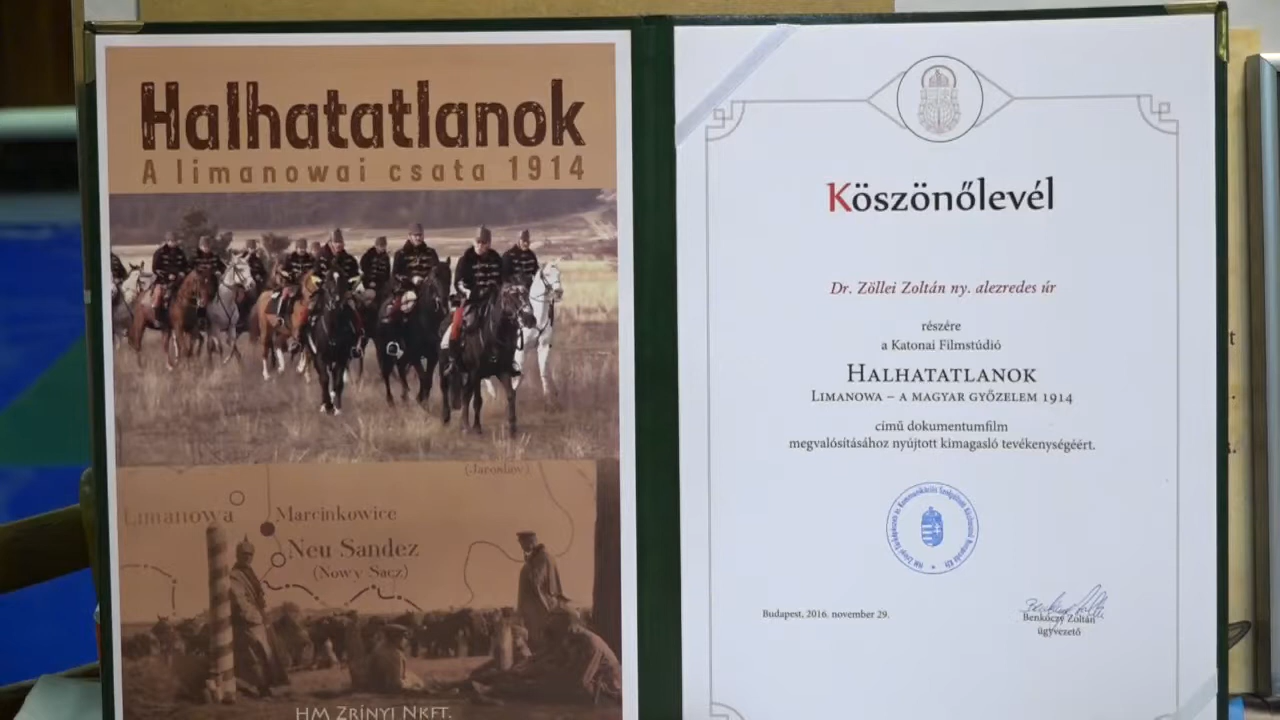 Halhatatlanok
A limanowai csata 1914
(Jaroslov)
Limanowa
Marcinkowice
Neu Sandez
(Nowy Sącz)
HM ZRÍNYI NKFT.
Köszönőlevél
Dr. Zöllei Zoltán ny. alezredes úr
részére
a Katonai Filmstúdió
HALHATATLANOK
LIMANOWA – A MAGYAR GYŐZELEM 1914
című dokumentumfilm
megvalósításához nyújtott kimagasló tevékenységéért.
Budapest, 2016. november 29.
Benkóczy Zoltán
ügyvezető